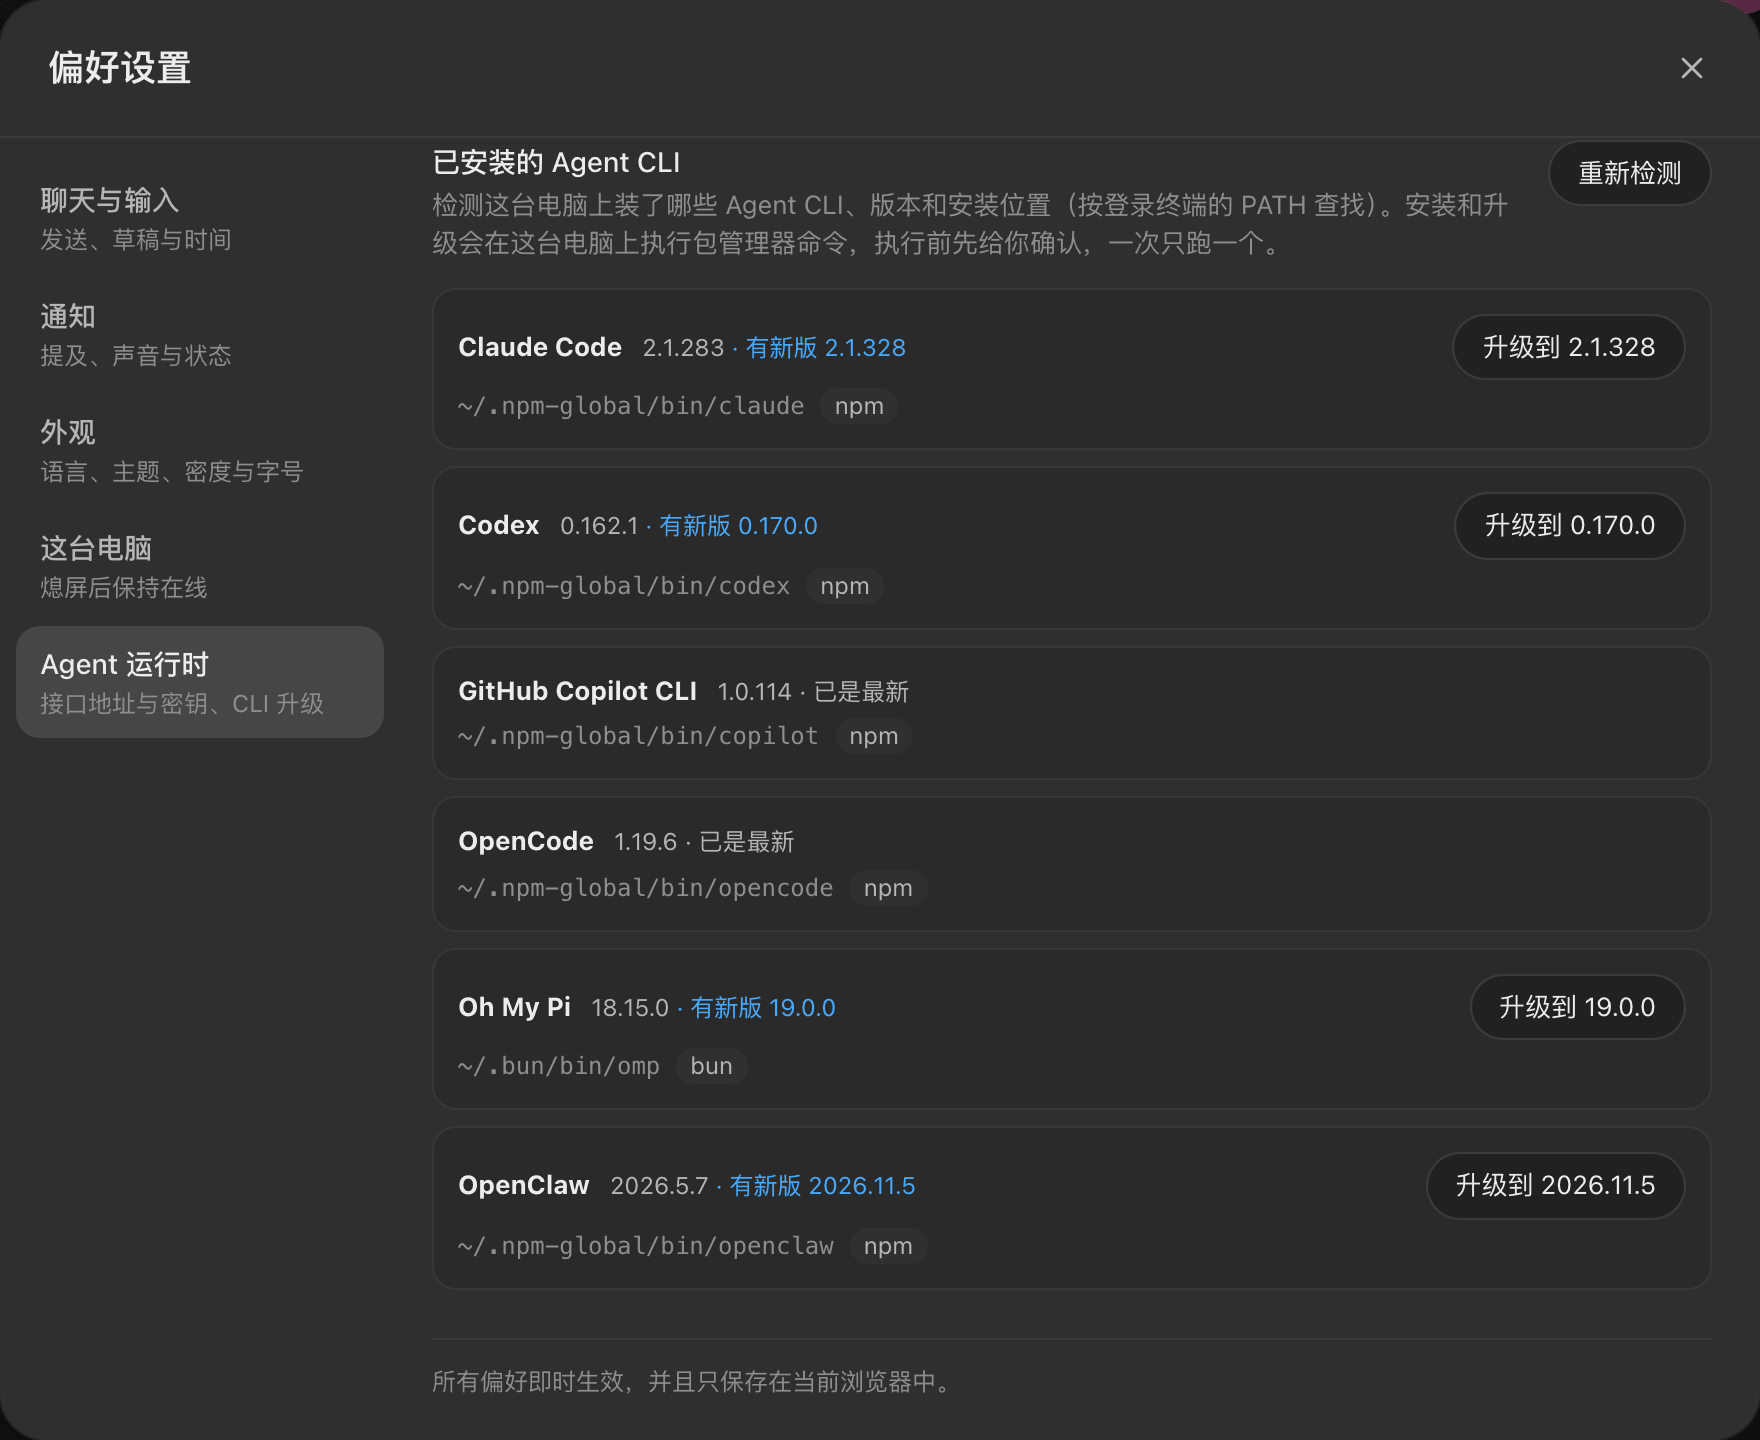 偏好设置
聊天与输入
发送、草稿与时间
通知
提及、声音与状态
外观
语言、主题、密度与字号
这台电脑
熄屏后保持在线
Agent 运行时
接口地址与密钥、CLI 升级
已安装的 Agent CLI
重新检测
检测这台电脑上装了哪些 Agent CLI、版本和安装位置（按登录终端的 PATH 查找）。安装和升
级会在这台电脑上执行包管理器命令，执行前先给你确认，一次只跑一个。
Claude Code 2.1.283 · 有新版 2.1.328
升级到 2.1.328
~/.npm-global/bin/claude npm
Codex 0.162.1 · 有新版 0.170.0
升级到 0.170.0
~/.npm-global/bin/codex npm
GitHub Copilot CLI 1.0.114 · 已是最新
~/.npm-global/bin/copilot npm
OpenCode 1.19.6 · 已是最新
~/.npm-global/bin/opencode npm
Oh My Pi 18.15.0 · 有新版 19.0.0
升级到 19.0.0
~/.bun/bin/omp bun
OpenClaw 2026.5.7 · 有新版 2026.11.5
升级到 2026.11.5
~/.npm-global/bin/openclaw npm
所有偏好即时生效，并且只保存在当前浏览器中。